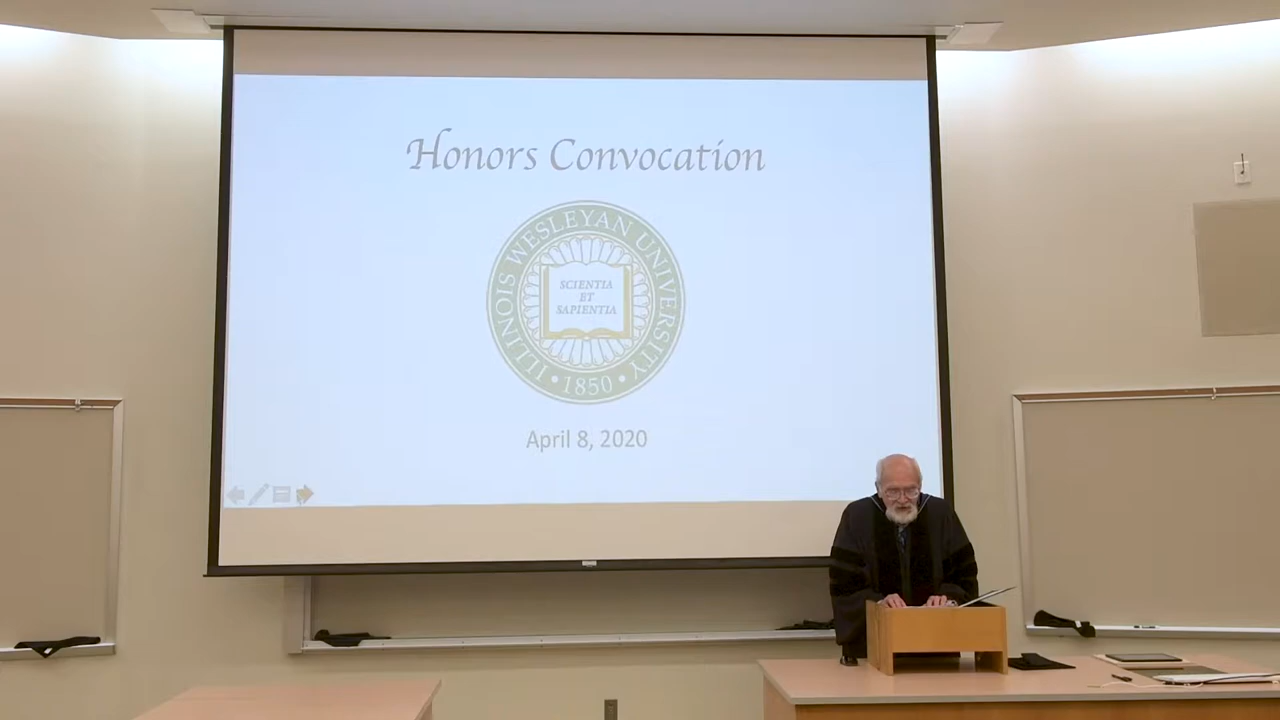 Honors Convocation
ILLINOIS WESLEYAN UNIVERSITY
SCIENTIA
ET
SAPIENTIA
• 1850 •
April 8, 2020